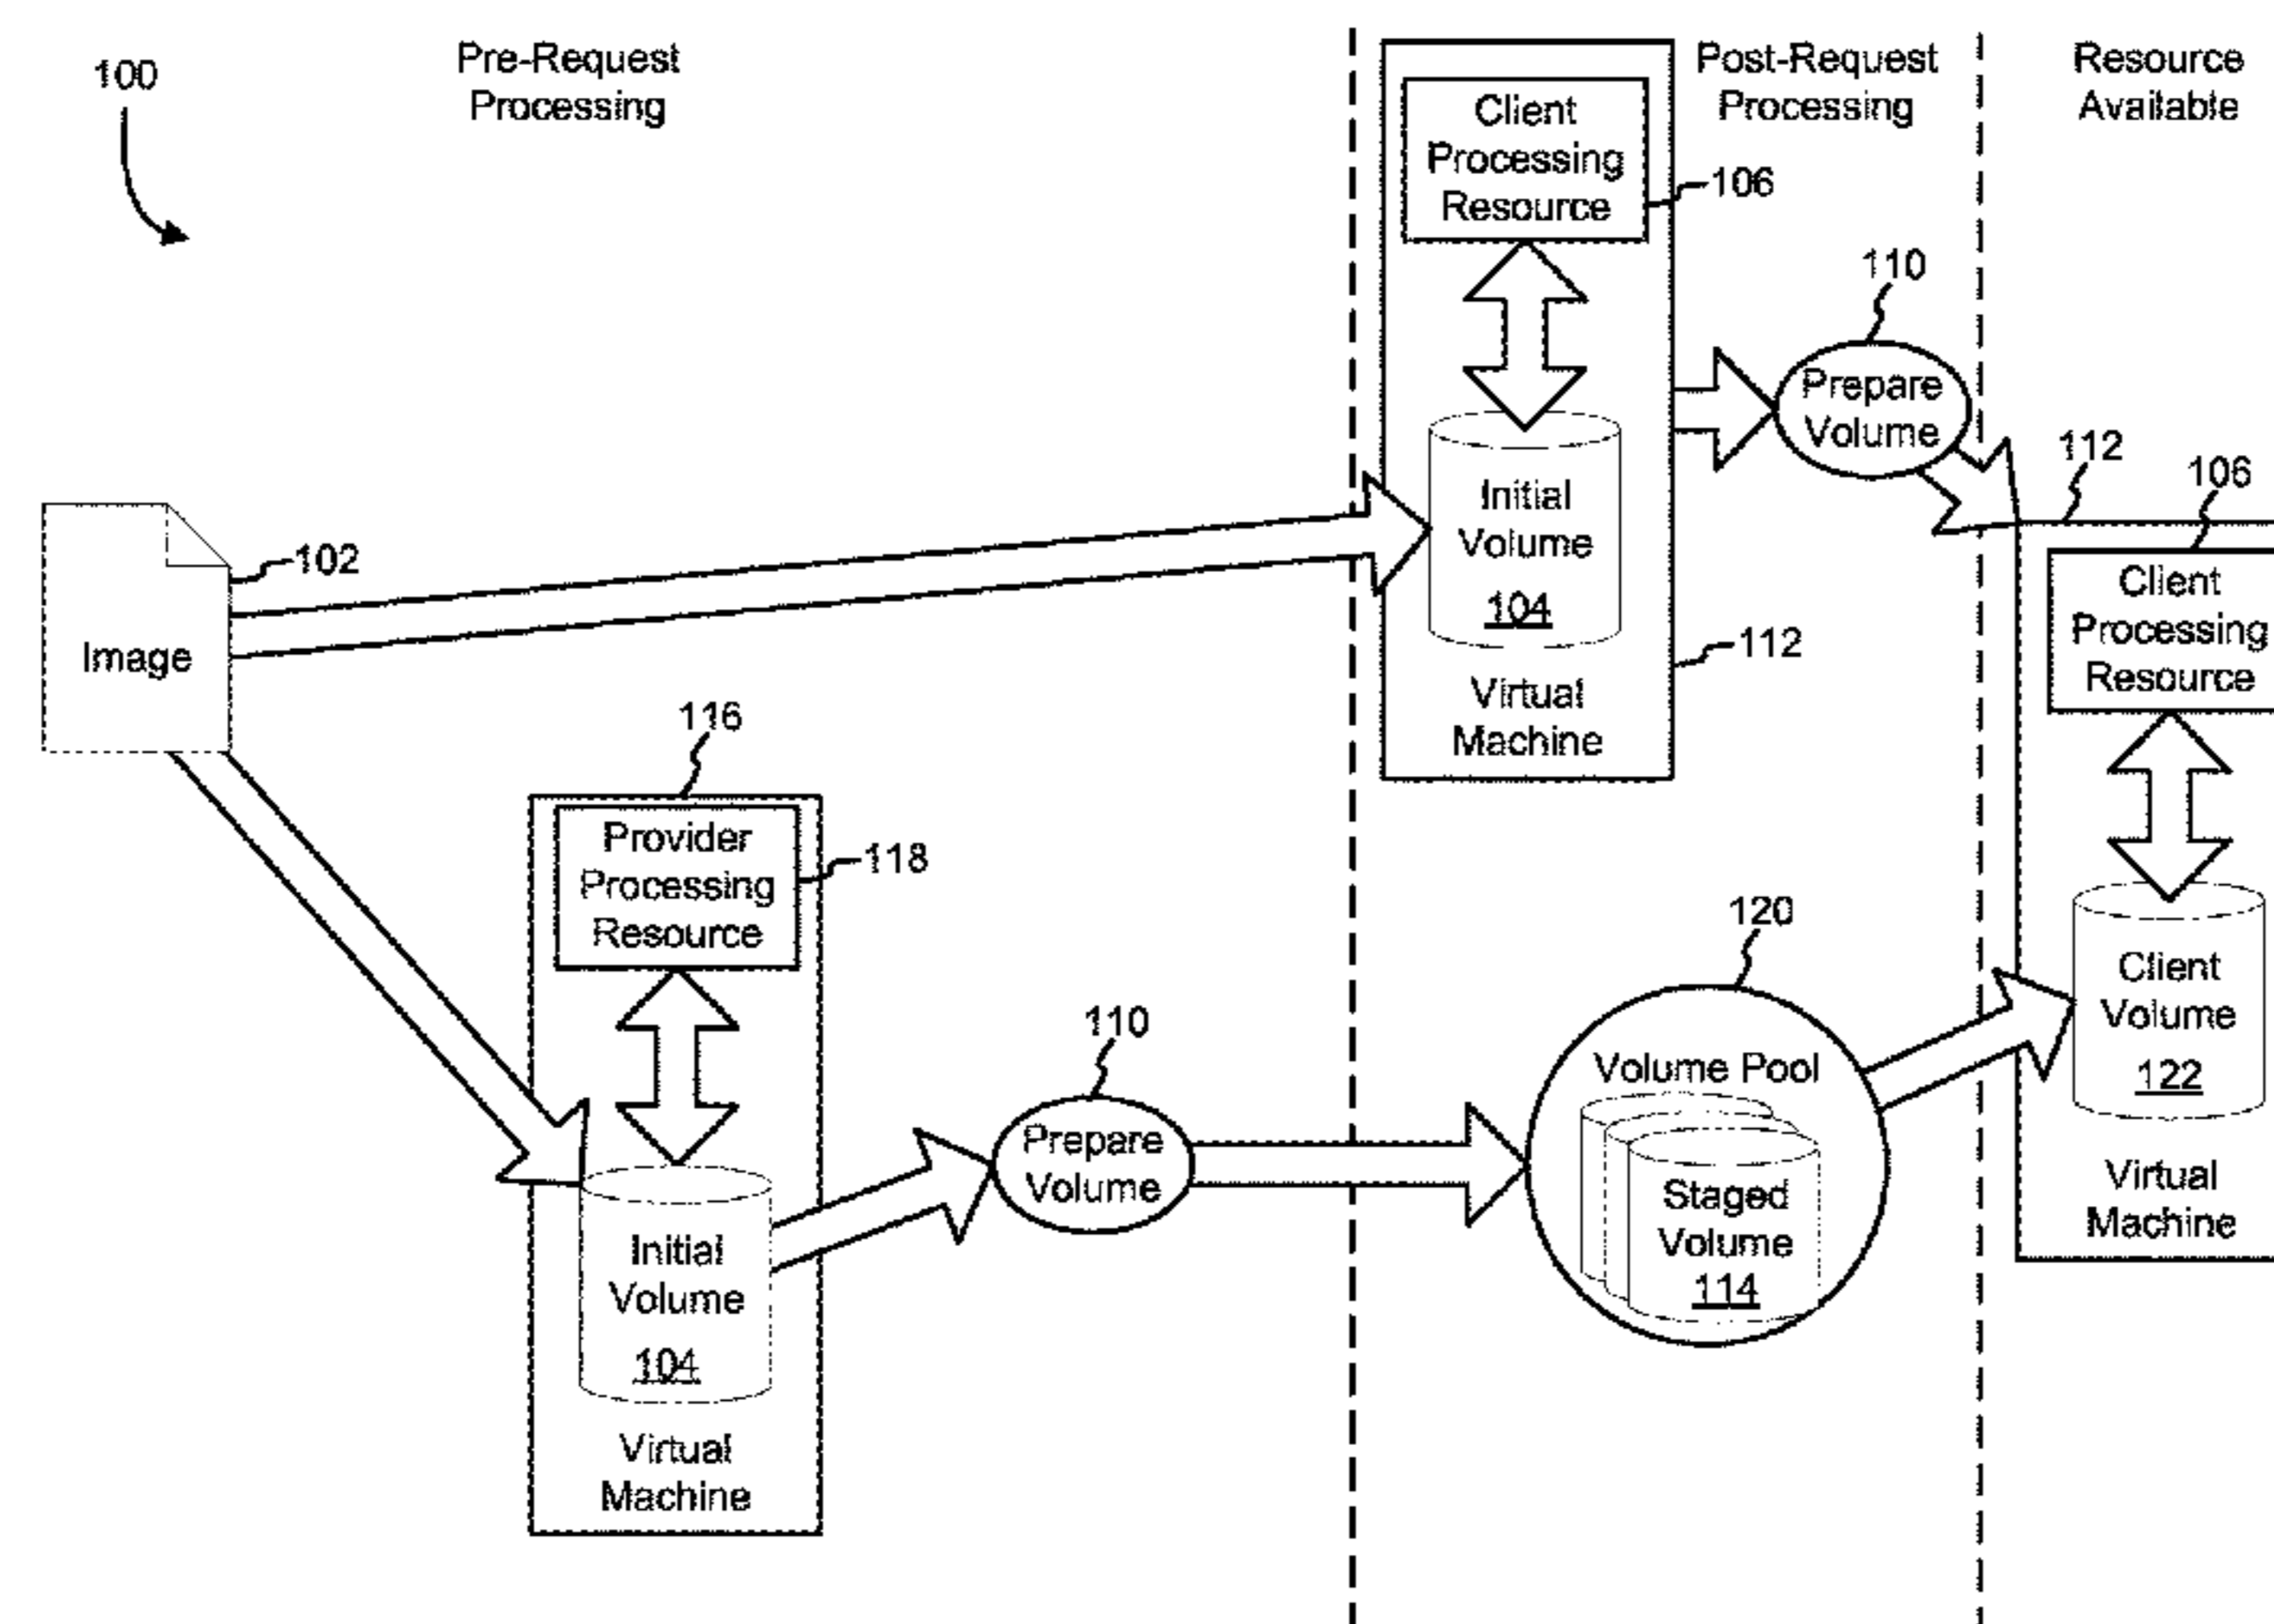 100
Pre-Request
Processing
Post-Request
Processing
Resource
Available
Client
Processing
Resource
106
110
Prepare
Volume
Initial
Volume
104
112
Virtual
Machine
102
Image
112
106
Client
Processing
Resource
116
Provider
Processing
Resource
118
110
Prepare
Volume
Initial
Volume
104
Virtual
Machine
120
Volume Pool
Staged
Volume
114
Client
Volume
122
Virtual
Machine